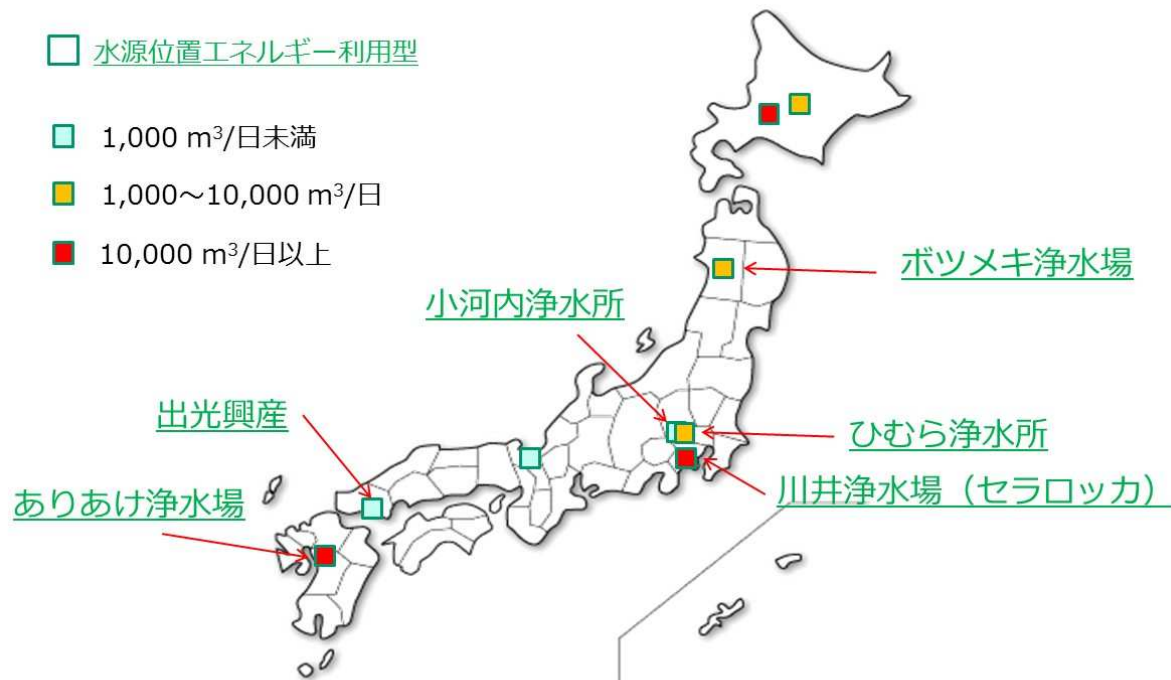 水源位置エネルギー利用型
1,000 m³/日未満
1,000～10,000 m³/日
10,000 m³/日以上
ボツメキ浄水場
小河内浄水所
出光興産
ひむら浄水所
ありあけ浄水場
川井浄水場（セラロッカ）